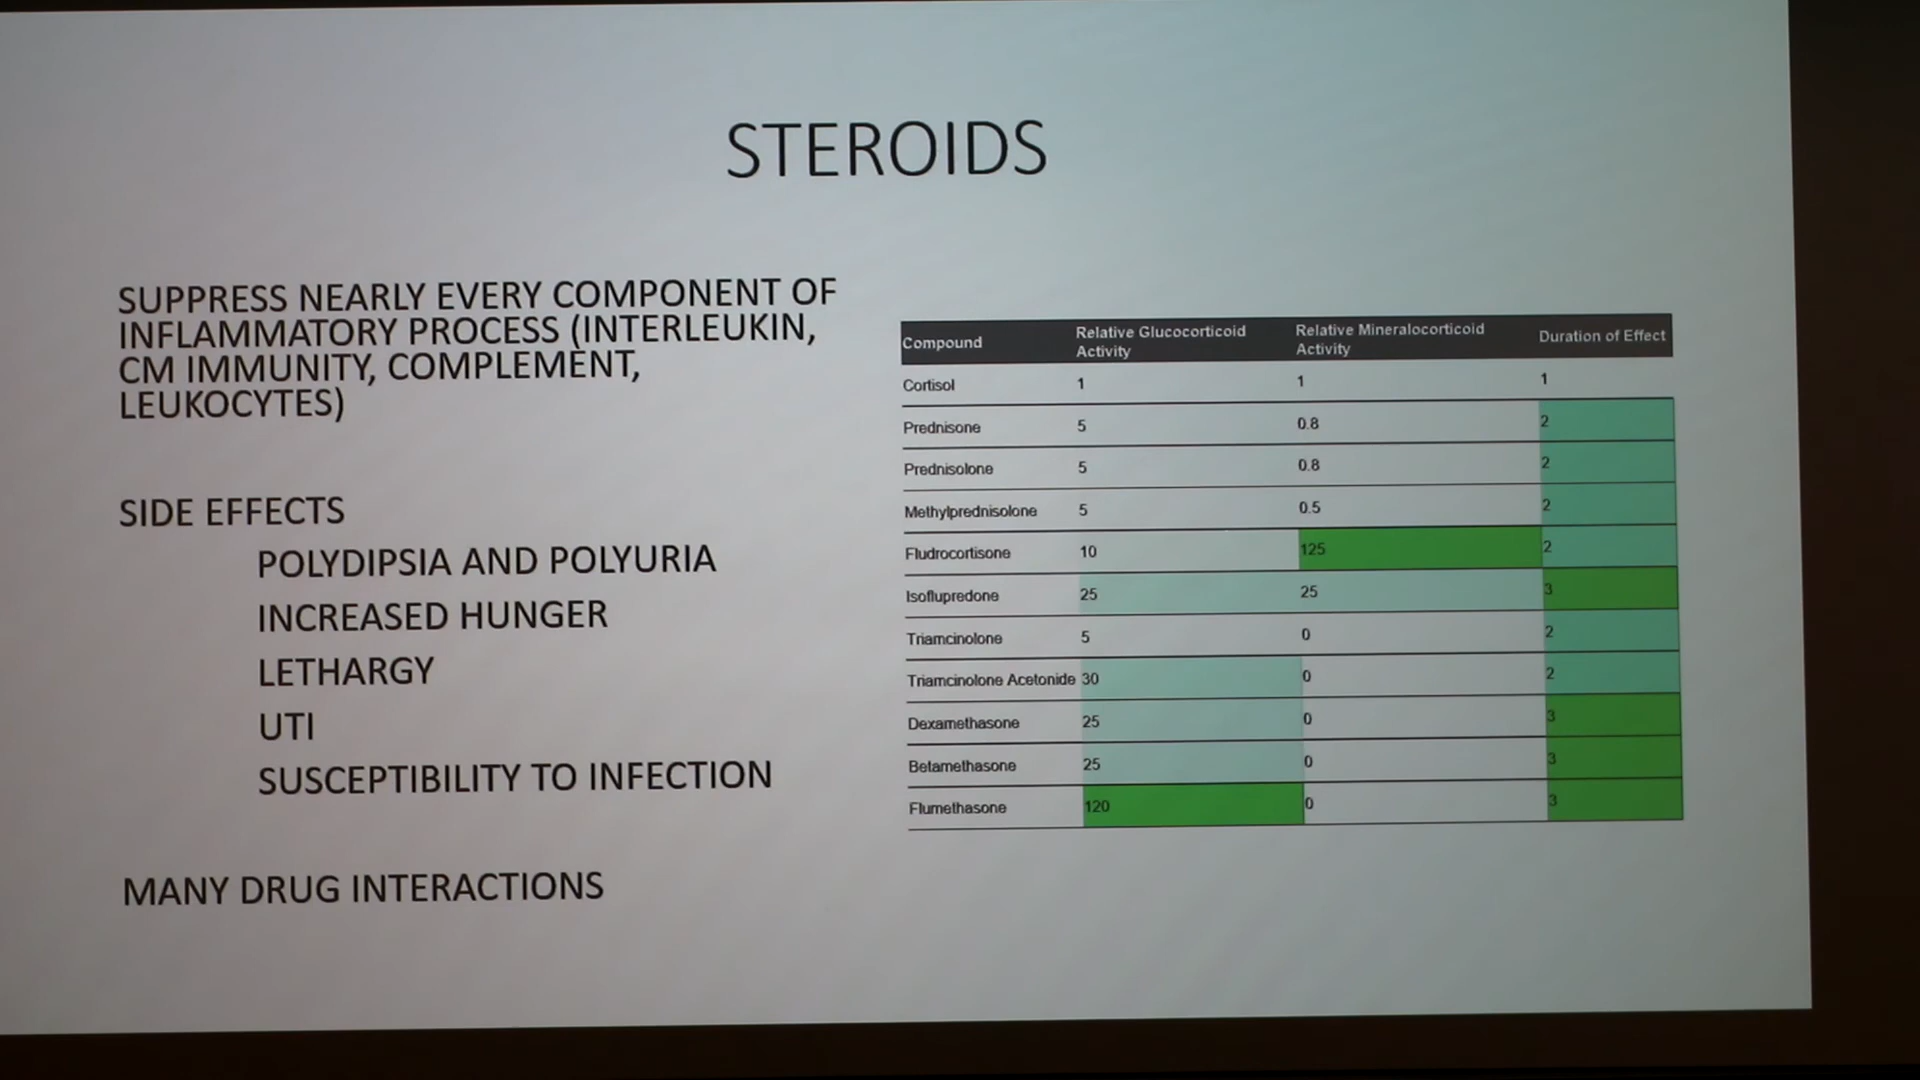 STEROIDS
SUPPRESS NEARLY EVERY COMPONENT OF
INFLAMMATORY PROCESS (INTERLEUKIN,
CM IMMUNITY, COMPLEMENT,
LEUKOCYTES)
SIDE EFFECTS
POLYDIPSIA AND POLYURIA
INCREASED HUNGER
LETHARGY
UTI
SUSCEPTIBILITY TO INFECTION
MANY DRUG INTERACTIONS
Compound Relative Glucocorticoid Activity Relative Mineralocorticoid Activity Duration of Effect
Cortisol 1 1 1
Prednisone 5 0.8 2
Prednisolone 5 0.8 2
Methylprednisolone 5 0.5 2
Fludrocortisone 10 125 2
Isoflupredone 25 25 3
Triamcinolone 5 0 2
Triamcinolone Acetonide 30 0 2
Dexamethasone 25 0 3
Betamethasone 25 0 3
Flumethasone 120 0 3